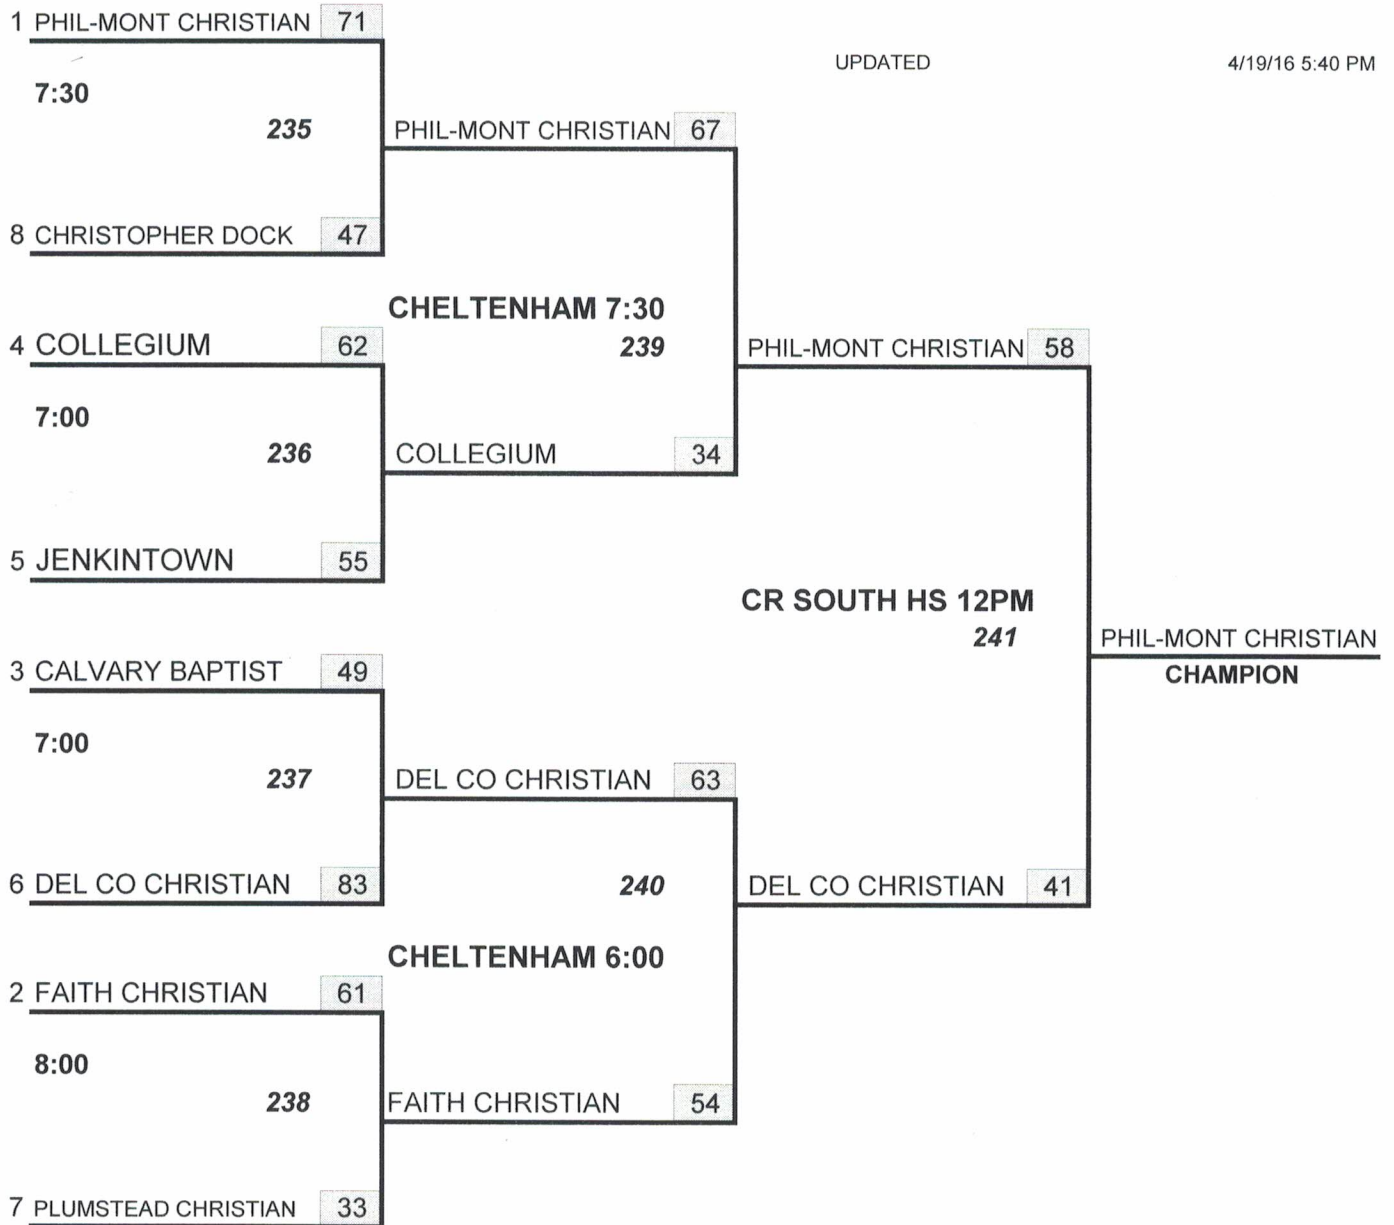 1 PHIL-MONT CHRISTIAN 71
UPDATED 4/19/16 5:40 PM
7:30
235
PHIL-MONT CHRISTIAN 67
8 CHRISTOPHER DOCK 47
CHELTENHAM 7:30
4 COLLEGIUM 62
239
PHIL-MONT CHRISTIAN 58
7:00
236
COLLEGIUM 34
5 JENKINTOWN 55
CR SOUTH HS 12PM
241
PHIL-MONT CHRISTIAN
CHAMPION
3 CALVARY BAPTIST 49
7:00
237
DEL CO CHRISTIAN 63
6 DEL CO CHRISTIAN 83
240
DEL CO CHRISTIAN 41
CHELTENHAM 6:00
2 FAITH CHRISTIAN 61
8:00
238
FAITH CHRISTIAN 54
7 PLUMSTEAD CHRISTIAN 33